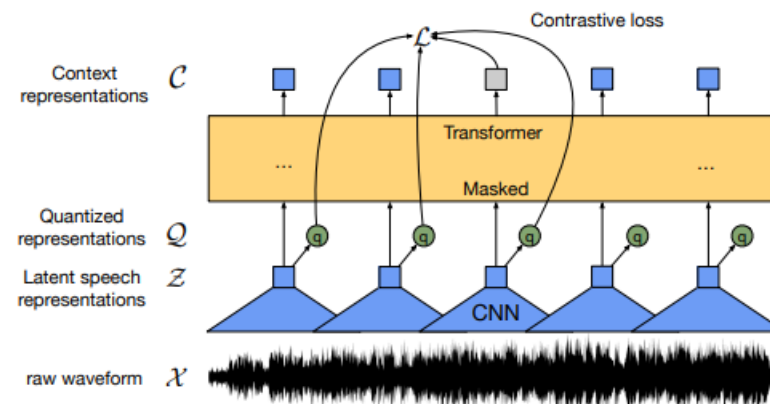 Contrastive loss
ℒ
Context
representations 𝒞
Transformer
... ...
Masked
Quantized
representations 𝒬
q q q q q
Latent speech
representations 𝒵
CNN
raw waveform 𝒳